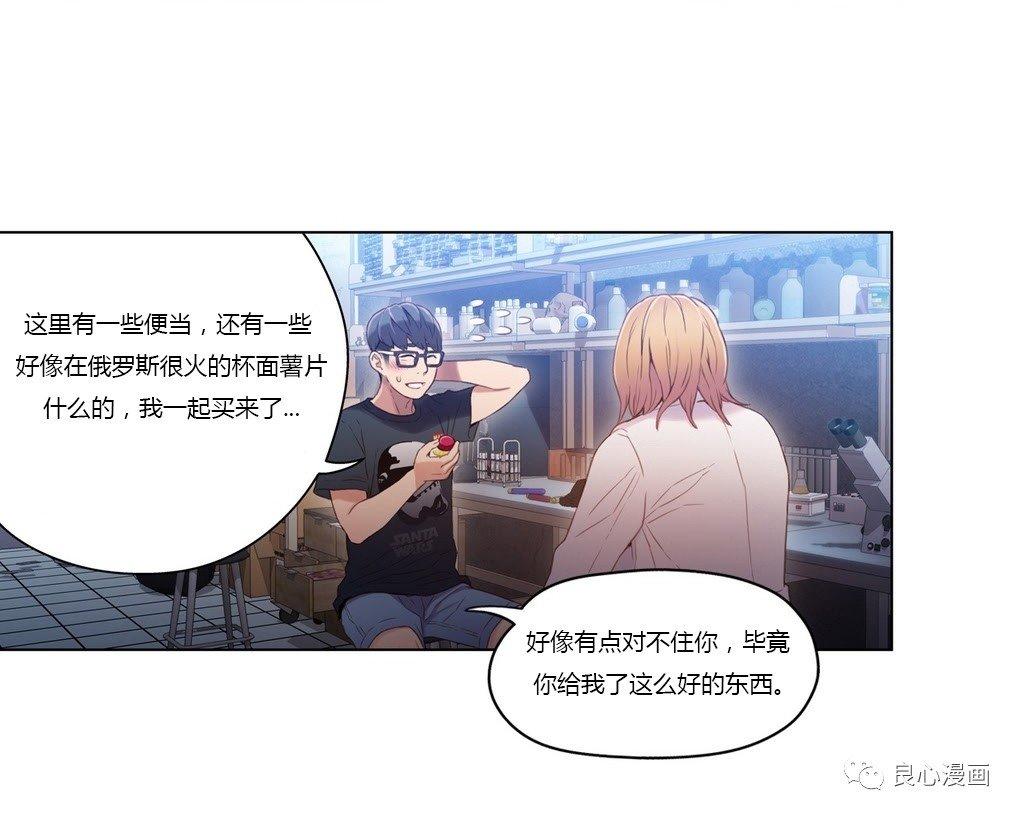 这里有一些便当，还有一些
好像在俄罗斯很火的杯面薯片
什么的，我一起买来了...
SANTA
WARS
好像有点对不住你，毕竟
你给我了这么好的东西。
良心漫画